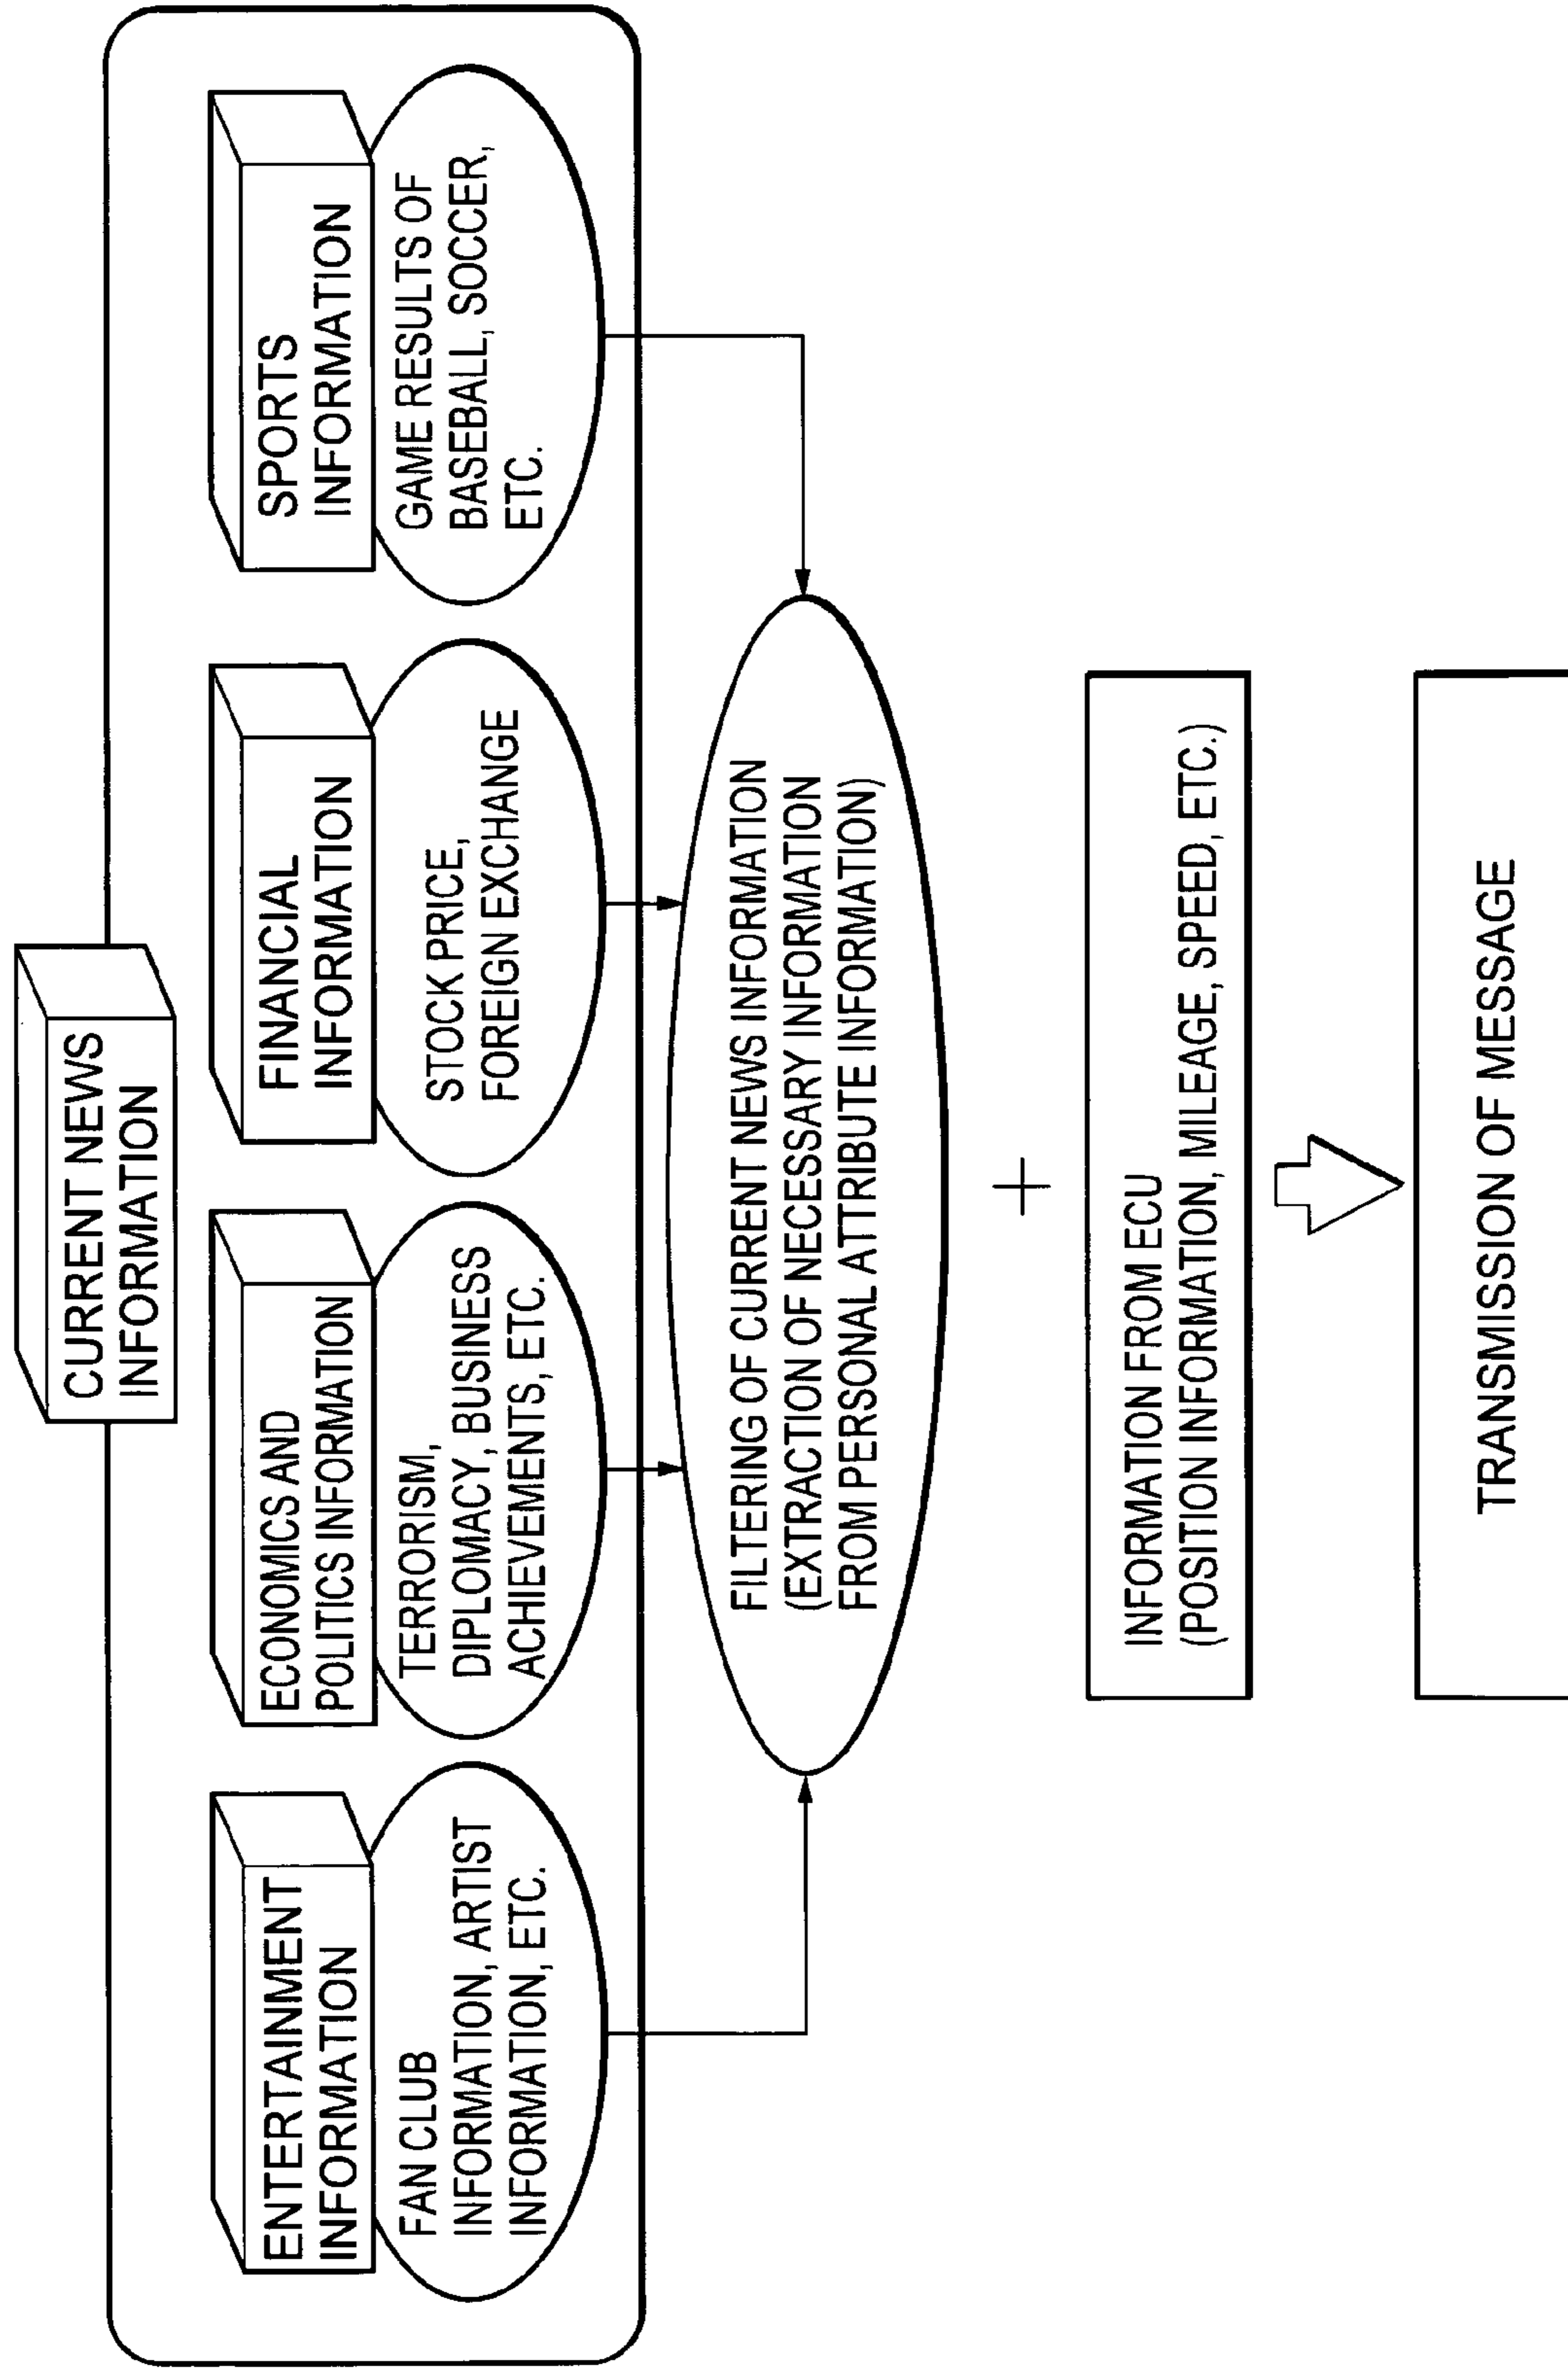 CURRENT NEWS
INFORMATION
ENTERTAINMENT
INFORMATION
FAN CLUB
INFORMATION, ARTIST
INFORMATION, ETC.
ECONOMICS AND
POLITICS INFORMATION
TERRORISM,
DIPLOMACY, BUSINESS
ACHIEVEMENTS, ETC.
FINANCIAL
INFORMATION
STOCK PRICE,
FOREIGN EXCHANGE
SPORTS
INFORMATION
GAME RESULTS OF
BASEBALL, SOCCER,
ETC.
FILTERING OF CURRENT NEWS INFORMATION
(EXTRACTION OF NECESSARY INFORMATION
FROM PERSONAL ATTRIBUTE INFORMATION)
+
INFORMATION FROM ECU
(POSITION INFORMATION, MILEAGE, SPEED, ETC.)
TRANSMISSION OF MESSAGE